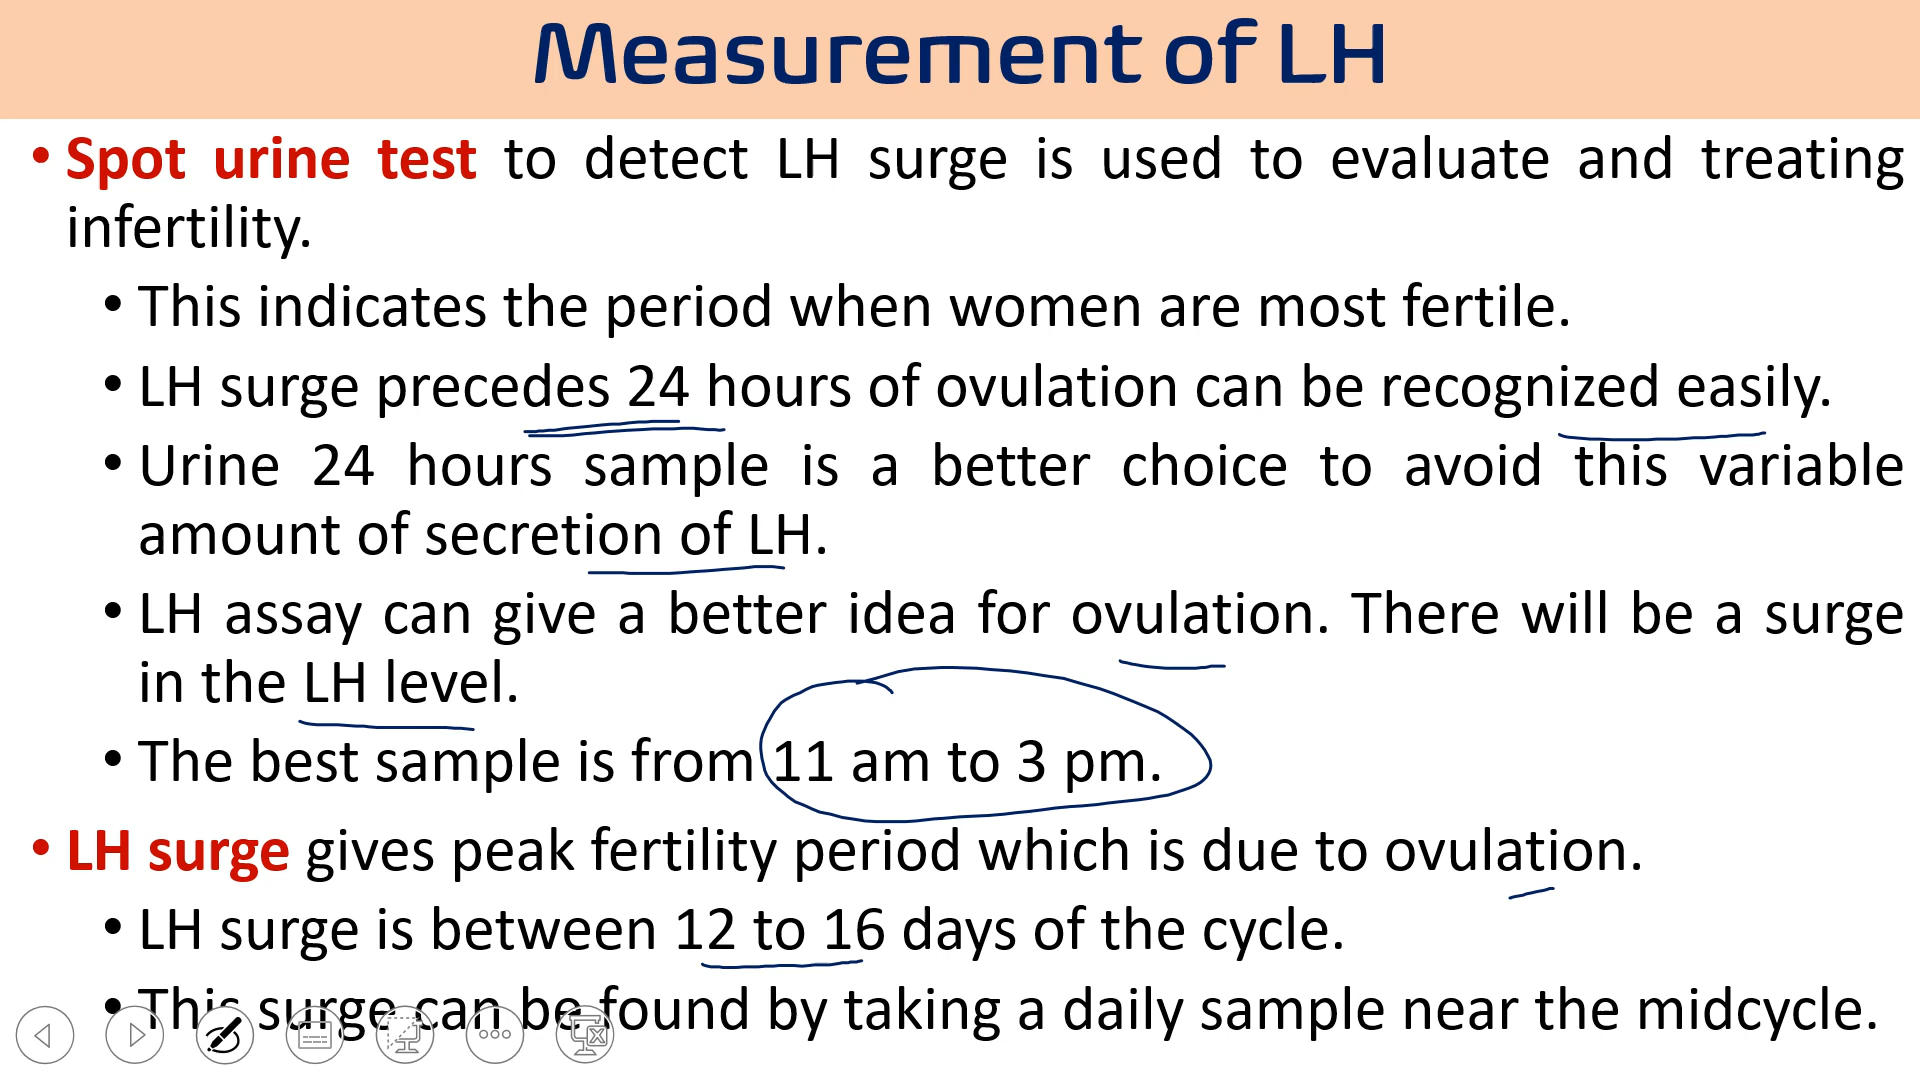 Measurement of LH
• Spot urine test to detect LH surge is used to evaluate and treating
infertility.
• This indicates the period when women are most fertile.
• LH surge precedes 24 hours of ovulation can be recognized easily.
• Urine 24 hours sample is a better choice to avoid this variable
amount of secretion of LH.
• LH assay can give a better idea for ovulation. There will be a surge
in the LH level.
• The best sample is from 11 am to 3 pm.
• LH surge gives peak fertility period which is due to ovulation.
• LH surge is between 12 to 16 days of the cycle.
• This surge can be found by taking a daily sample near the midcycle.